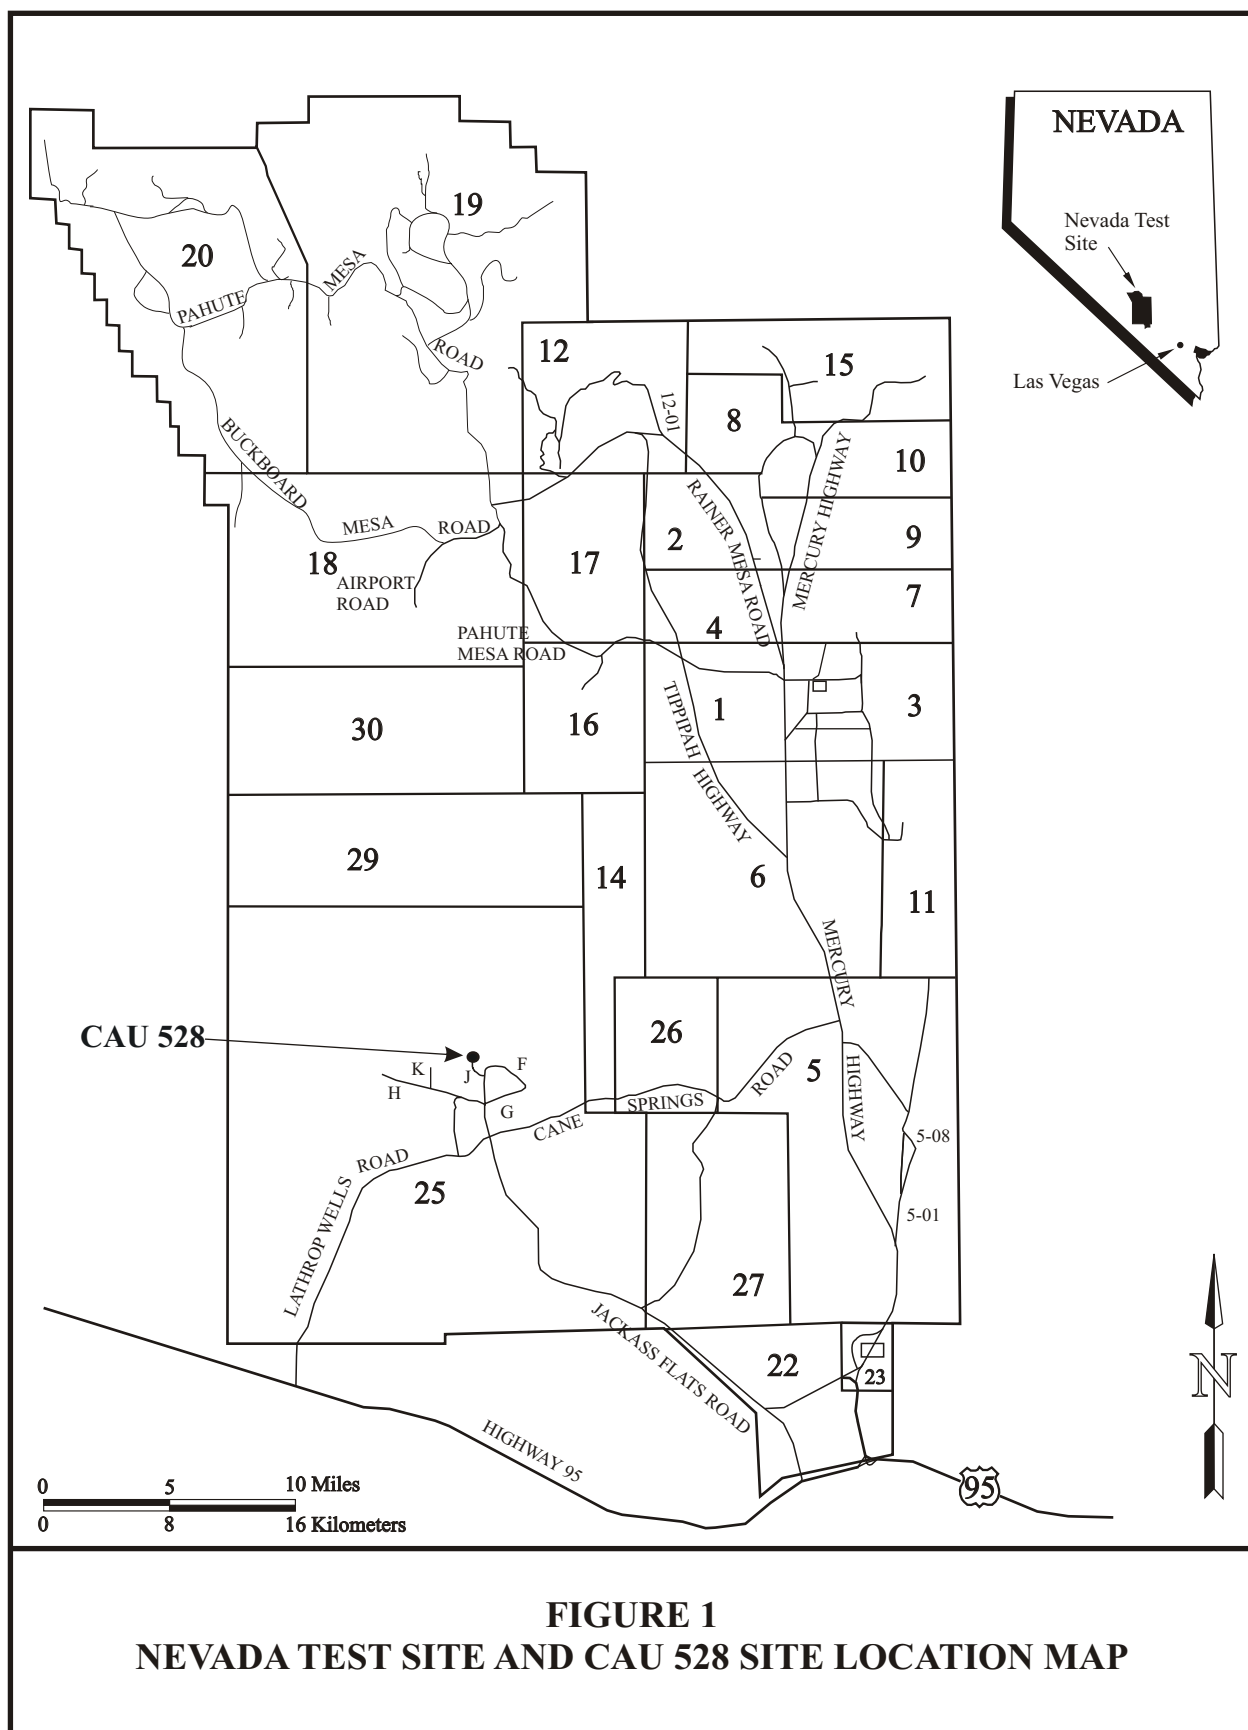 NEVADA
Nevada Test
Site
Las Vegas
19
20
PAHUTE
MESA
ROAD
12
15
12-01
8
BUCKBOARD
MESA
ROAD
10
MERCURY HIGHWAY
RAINER MESA ROAD
18
17
2
9
AIRPORT
ROAD
7
4
PAHUTE
MESA ROAD
30
16
TIPPIPAH
HIGHWAY
1
3
29
14
6
11
MERCURY
HIGHWAY
CAU 528
26
5
K
J
F
H
G
CANE
SPRINGS
ROAD
5-08
LATHROP WELLS
ROAD
25
5-01
27
JACKASS FLATS ROAD
22
23
N
HIGHWAY 95
95
0 5 10 Miles
0 8 16 Kilometers
FIGURE 1
NEVADA TEST SITE AND CAU 528 SITE LOCATION MAP